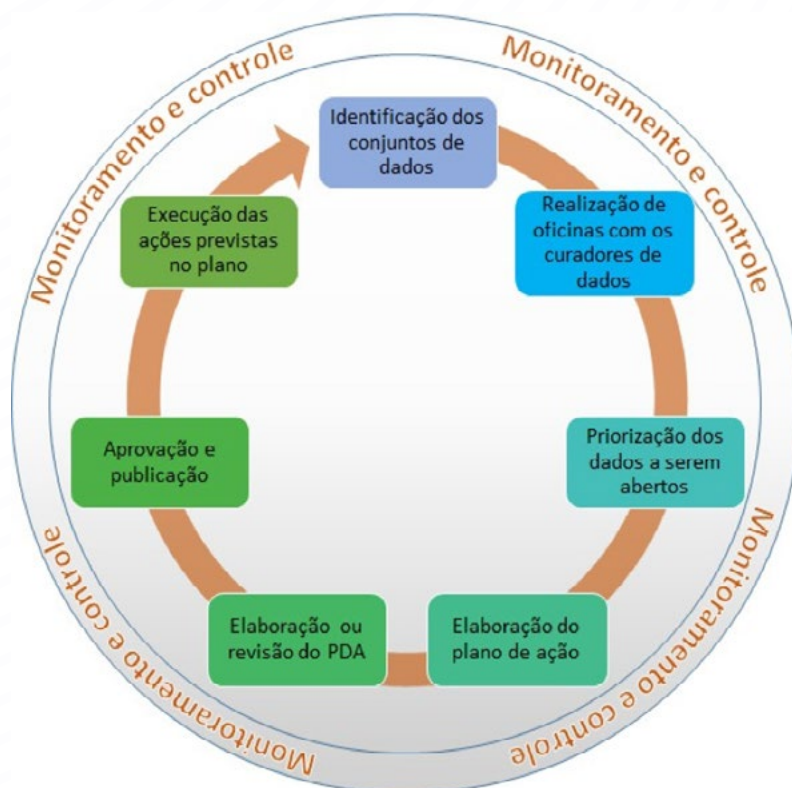 Monitoramento e controle
Monitoramento e controle
Identificação dos
conjuntos de
dados
Execução das
ações previstas
no plano
Realização de
oficinas com os
curadores de
dados
Aprovação e
publicação
Priorização dos
dados a serem
abertos
Elaboração ou
revisão do PDA
Elaboração do
plano de ação
Monitoramento e controle
Monitoramento e controle